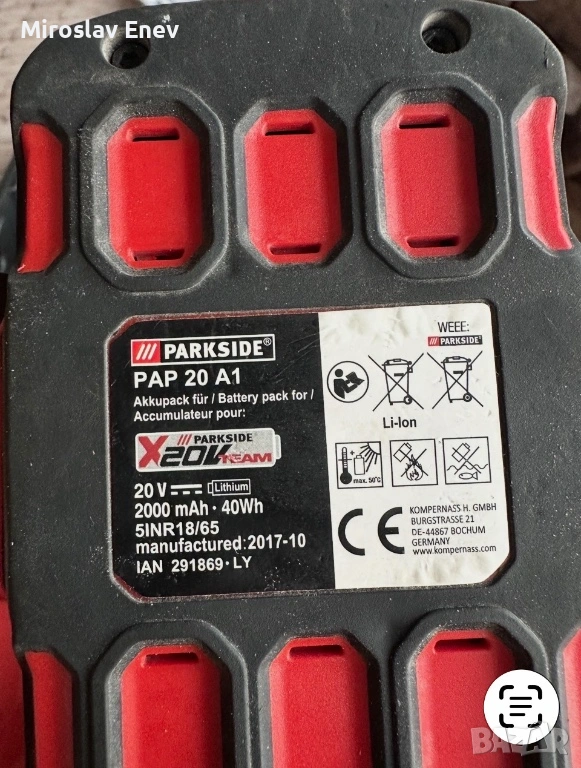 Miroslav Enev
/// PARKSIDE®
PAP 20 A1
Akkupack für / Battery pack for /
Accumulateur pour:
/// PARKSIDE
X20V TEAM
20 V Lithium
2000 mAh · 40Wh
5INR18/65
manufactured: 2017-10
IAN 291869 · LY
WEEE:
/// PARKSIDE
Li-Ion
max. 50°C
CE
KOMPERNASS H. GMBH
BURGSTRASSE 21
DE-44867 BOCHUM
GERMANY
www.kompernass.com
BAZAR